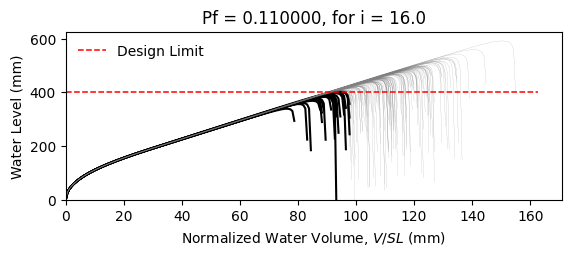 Pf = 0.110000, for i = 16.0
Design Limit
Water Level (mm)
600
400
200
0
0 20 40 60 80 100 120 140 160
Normalized Water Volume, V/SL (mm)